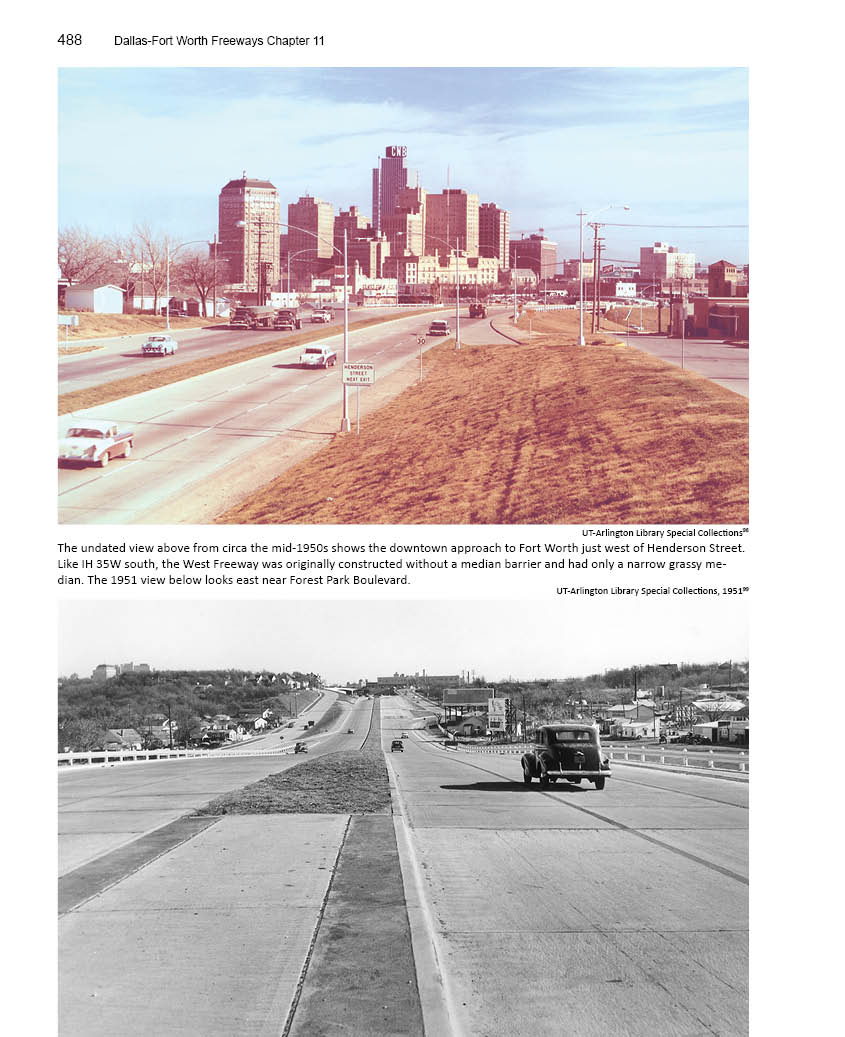 488 Dallas-Fort Worth Freeways Chapter 11
CNB
HENDERSON
STREET
NEXT EXIT
UT-Arlington Library Special Collections⁹⁸
The undated view above from circa the mid-1950s shows the downtown approach to Fort Worth just west of Henderson Street.
Like IH 35W south, the West Freeway was originally constructed without a median barrier and had only a narrow grassy me-
dian. The 1951 view below looks east near Forest Park Boulevard.
UT-Arlington Library Special Collections, 1951⁹⁹